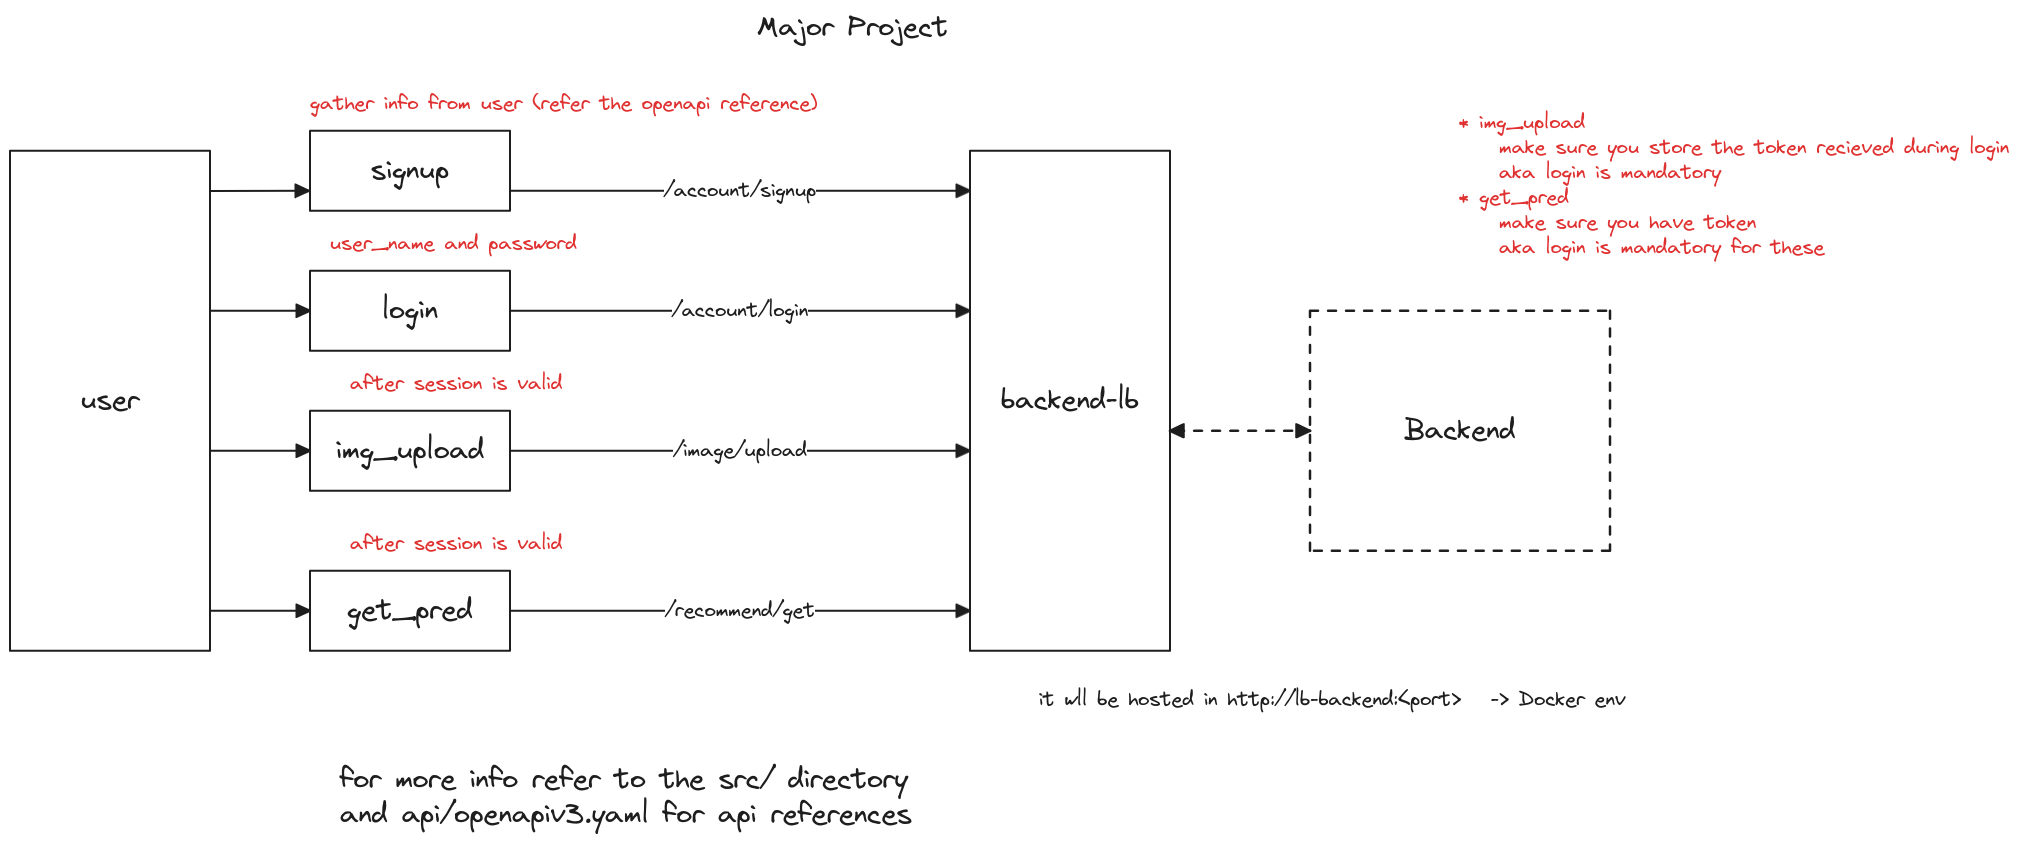 Major Project
gather info from user (refer the openapi reference)
signup
/account/signup
user_name and password
login
/account/login
after session is valid
img_upload
/image/upload
after session is valid
get_pred
/recommend/get
user
backend-lb
Backend
* img_upload
make sure you store the token recieved during login
aka login is mandatory
* get_pred
make sure you have token
aka login is mandatory for these
it wll be hosted in http://lb-backend:<port> -> Docker env
for more info refer to the src/ directory
and api/openapiv3.yaml for api references